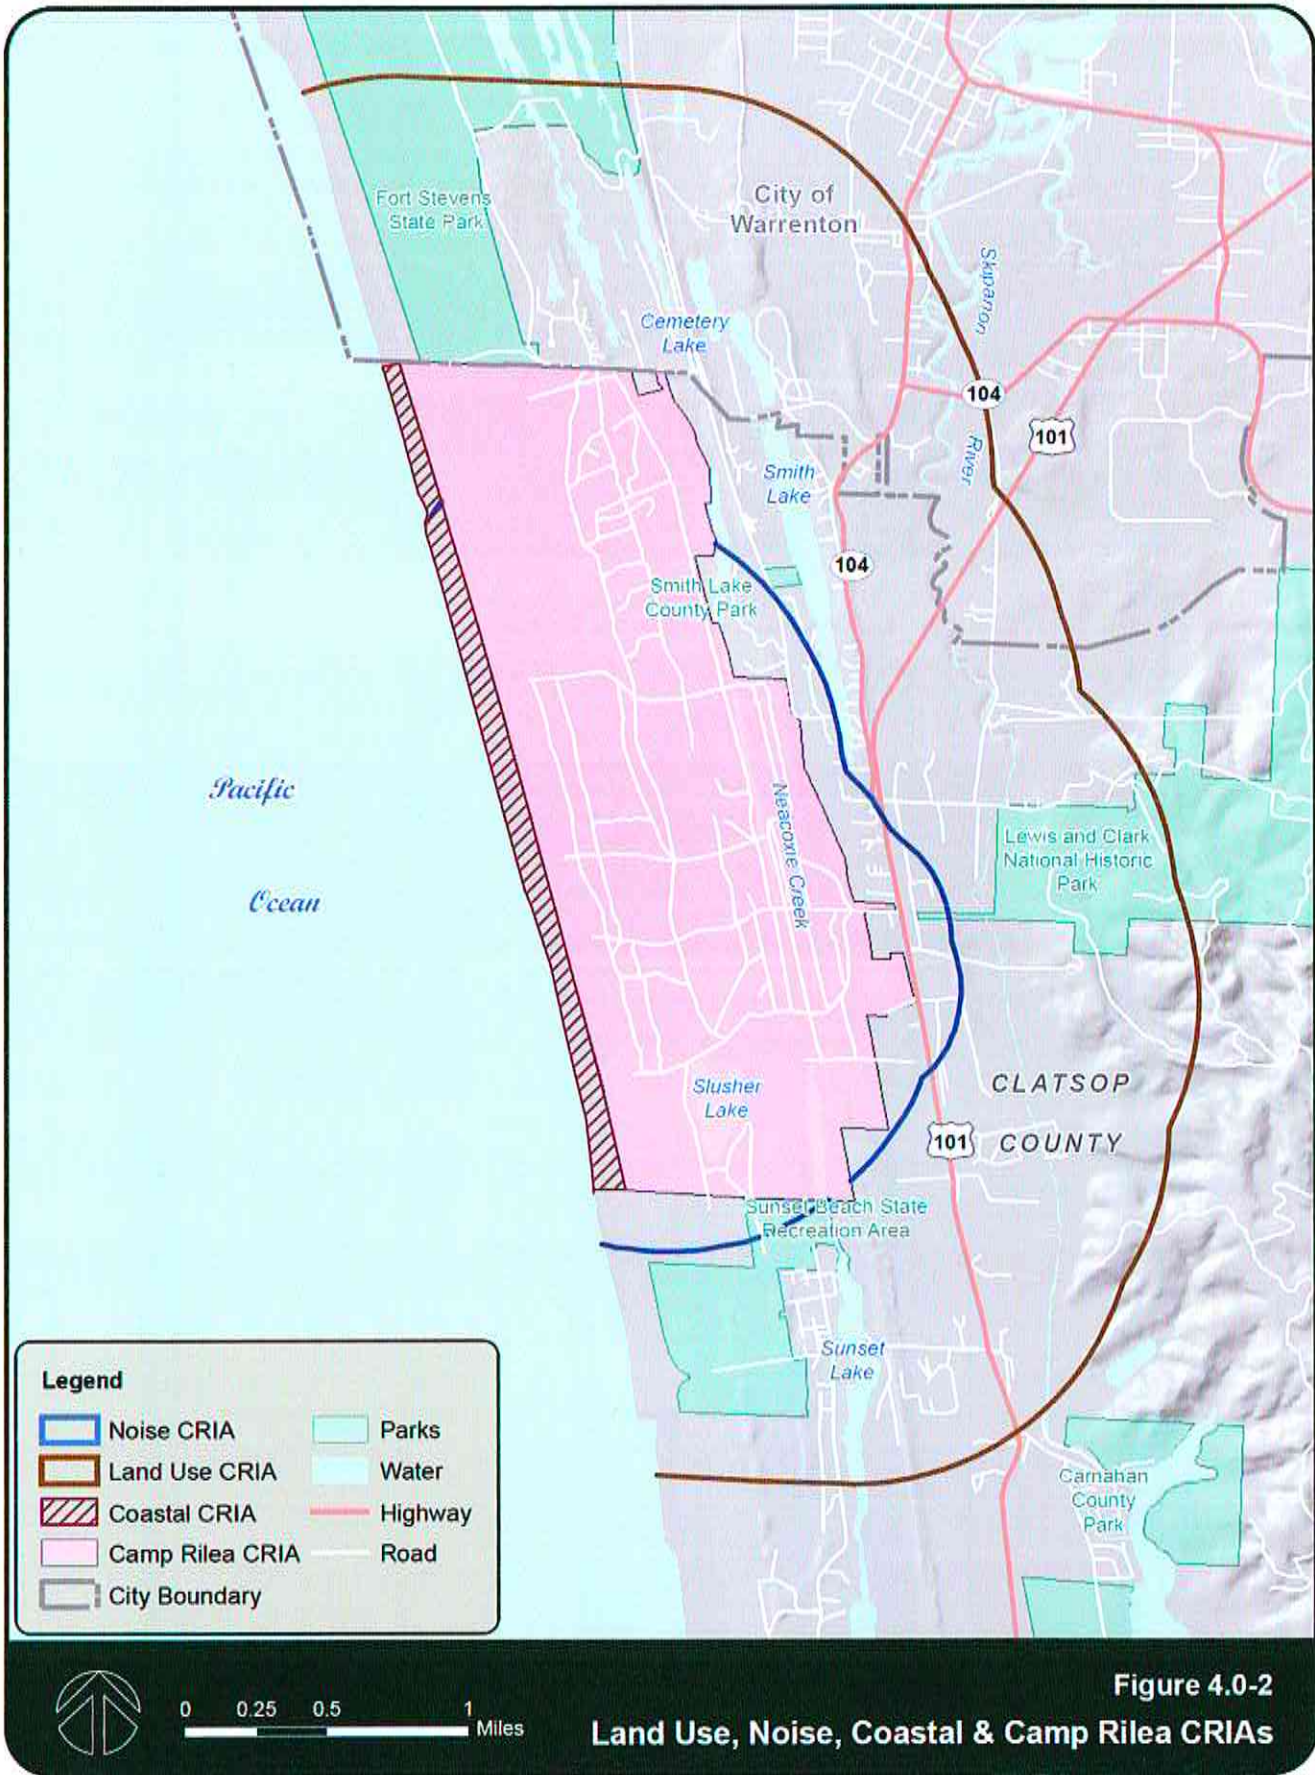 Fort Stevens
State Park
City of
Warrenton
Skipanon
Cemetery
Lake
104
101
River
Smith
Lake
104
Smith Lake
County Park
Pacific
Neacoxie Creek
Lewis and Clark
National Historic
Park
Ocean
Slusher
Lake
CLATSOP
101
COUNTY
Sunset Beach State
Recreation Area
Sunset
Lake
Carnahan
County
Park
Legend
Noise CRIA
Land Use CRIA
Coastal CRIA
Camp Rilea CRIA
City Boundary
Parks
Water
Highway
Road
0 0.25 0.5 1
Miles
Figure 4.0-2
Land Use, Noise, Coastal & Camp Rilea CRIAs